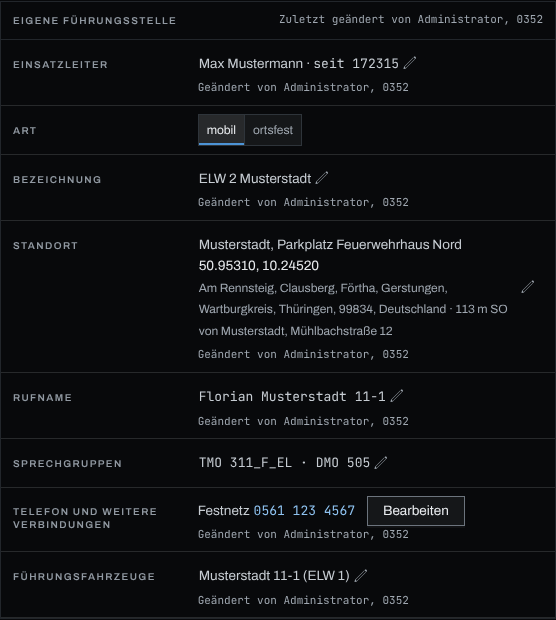 EIGENE FÜHRUNGSSTELLE
Zuletzt geändert von Administrator, 0352
EINSATZLEITER
Max Mustermann · seit 172315
Geändert von Administrator, 0352
ART
mobil
ortsfest
BEZEICHNUNG
ELW 2 Musterstadt
Geändert von Administrator, 0352
STANDORT
Musterstadt, Parkplatz Feuerwehrhaus Nord
50.95310, 10.24520
Am Rennsteig, Clausberg, Förtha, Gerstungen,
Wartburgkreis, Thüringen, 99834, Deutschland · 113 m SO
von Musterstadt, Mühlbachstraße 12
Geändert von Administrator, 0352
RUFNAME
Florian Musterstadt 11-1
Geändert von Administrator, 0352
SPRECHGRUPPEN
TMO 311_F_EL · DMO 505
TELEFON UND WEITERE
VERBINDUNGEN
Festnetz 0561 123 4567
Bearbeiten
Geändert von Administrator, 0352
FÜHRUNGSFAHRZEUGE
Musterstadt 11-1 (ELW 1)
Geändert von Administrator, 0352